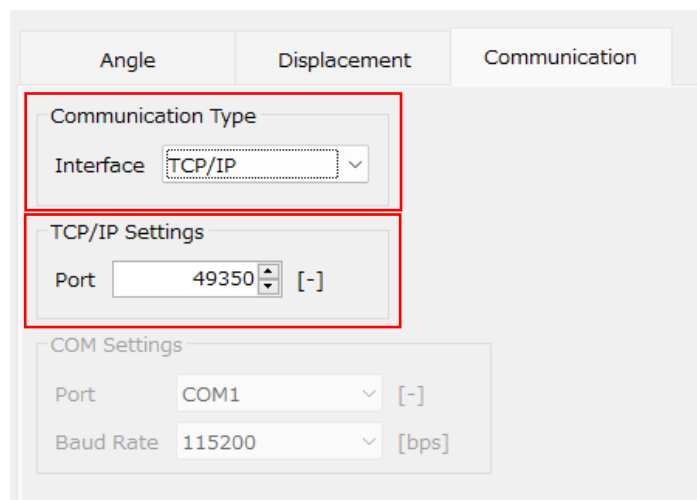 Angle Displacement Communication
Communication Type
Interface TCP/IP
TCP/IP Settings
Port 49350 [-]
COM Settings
Port COM1 [-]
Baud Rate 115200 [bps]